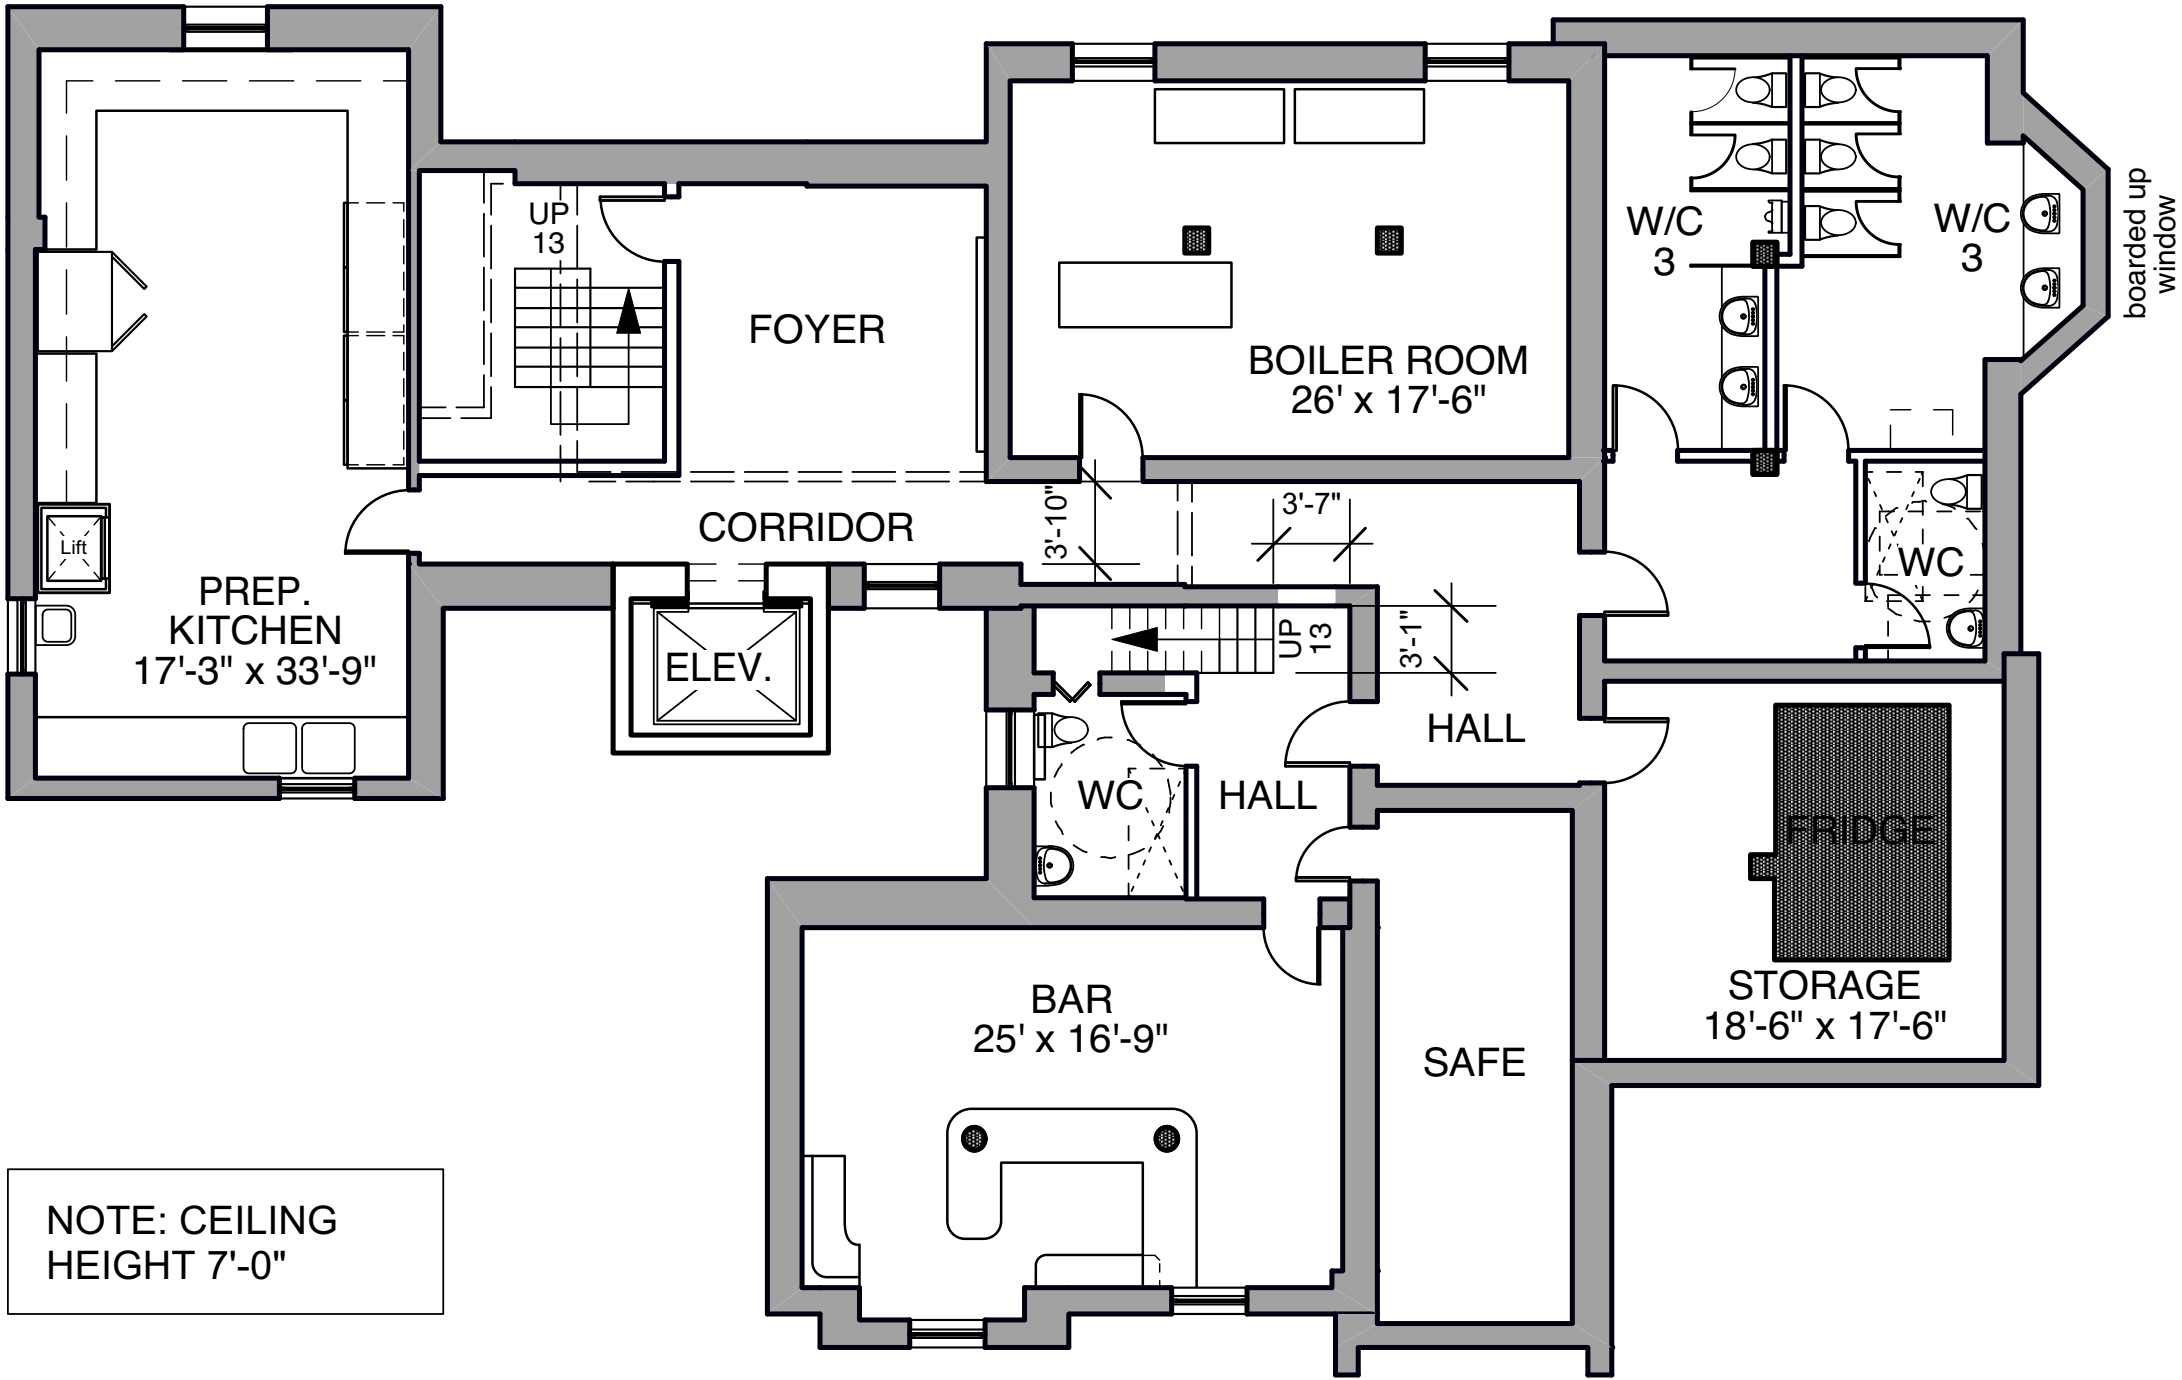 UP
13
FOYER
BOILER ROOM
26' x 17'-6"
W/C
3
W/C
3
boarded up
window
CORRIDOR
3'-10"
3'-7"
Lift
PREP.
KITCHEN
17'-3" x 33'-9"
ELEV.
UP
13
3'-1"
WC
HALL
WC
HALL
FRIDGE
STORAGE
18'-6" x 17'-6"
BAR
25' x 16'-9"
SAFE
NOTE: CEILING
HEIGHT 7'-0"